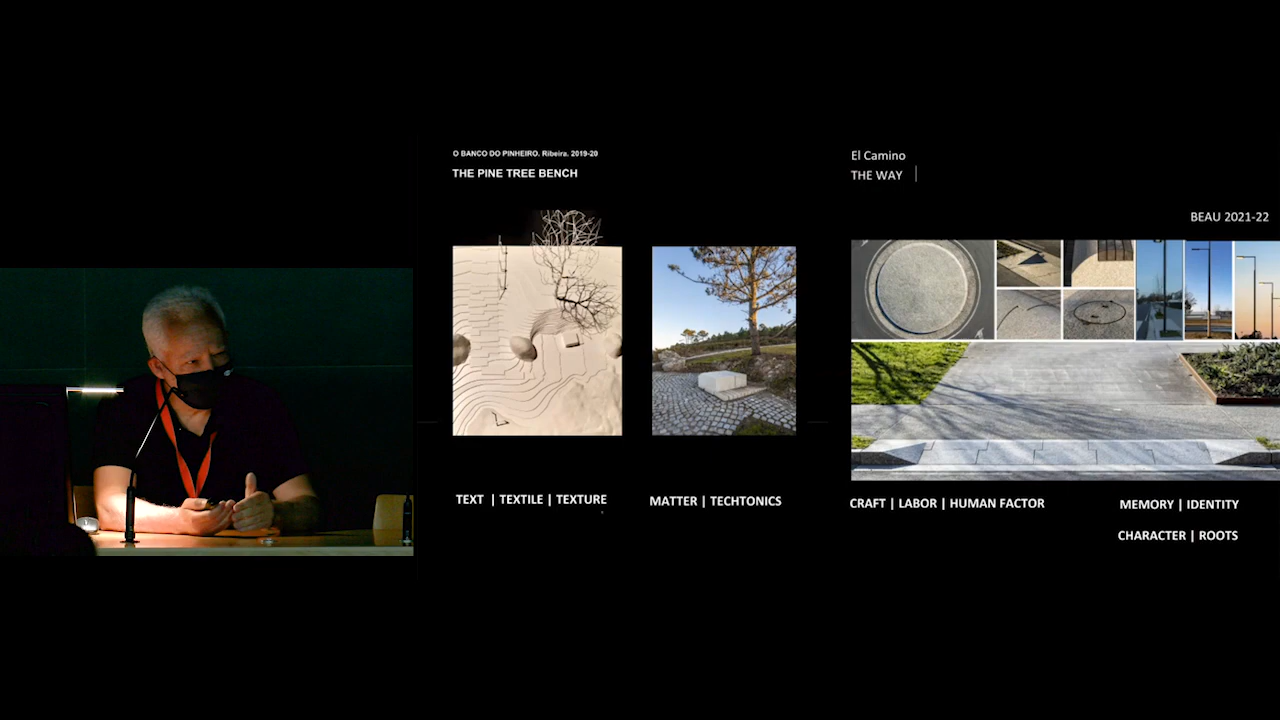 O BANCO DO PINHEIRO. Ribeira. 2019-20
THE PINE TREE BENCH
TEXT | TEXTILE | TEXTURE
MATTER | TECHTONICS
El Camino
THE WAY
BEAU 2021-22
CRAFT | LABOR | HUMAN FACTOR
MEMORY | IDENTITY
CHARACTER | ROOTS